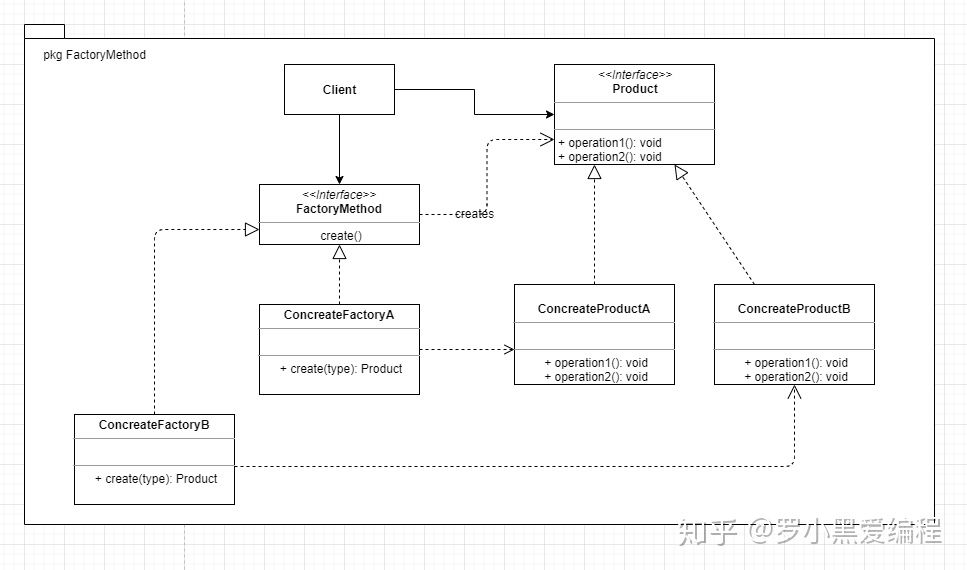 pkg FactoryMethod
Client
<<Interface>>
Product
+ operation1(): void
+ operation2(): void
<<Interface>>
FactoryMethod
create()
creates
ConcreateFactoryA
+ create(type): Product
ConcreateProductA
+ operation1(): void
+ operation2(): void
ConcreateProductB
+ operation1(): void
+ operation2(): void
ConcreateFactoryB
+ create(type): Product
知乎 @罗小黑爱编程